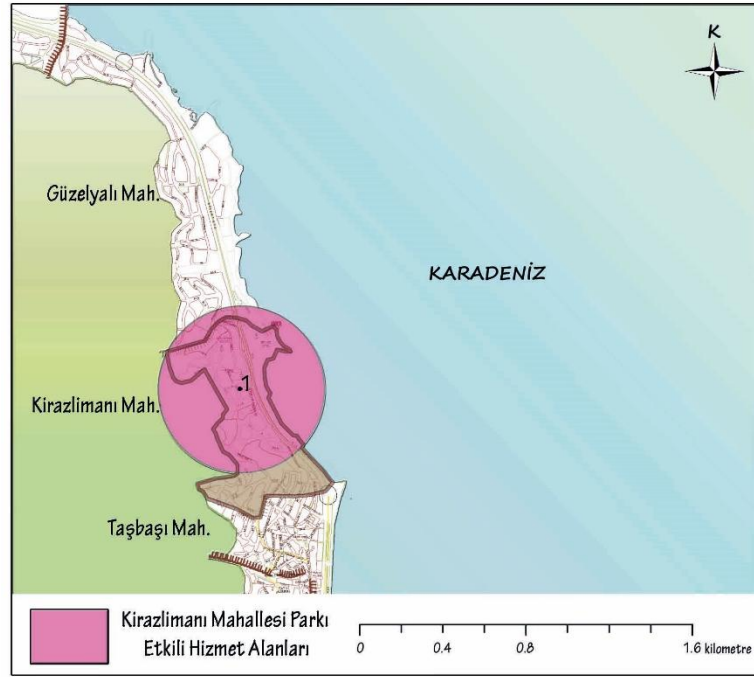 K
Güzelyalı Mah.
KARADENİZ
1
Kirazlimanı Mah.
Taşbaşı Mah.
Kirazlimanı Mahallesi Parkı
Etkili Hizmet Alanları
0 0.4 0.8 1.6 kilometre